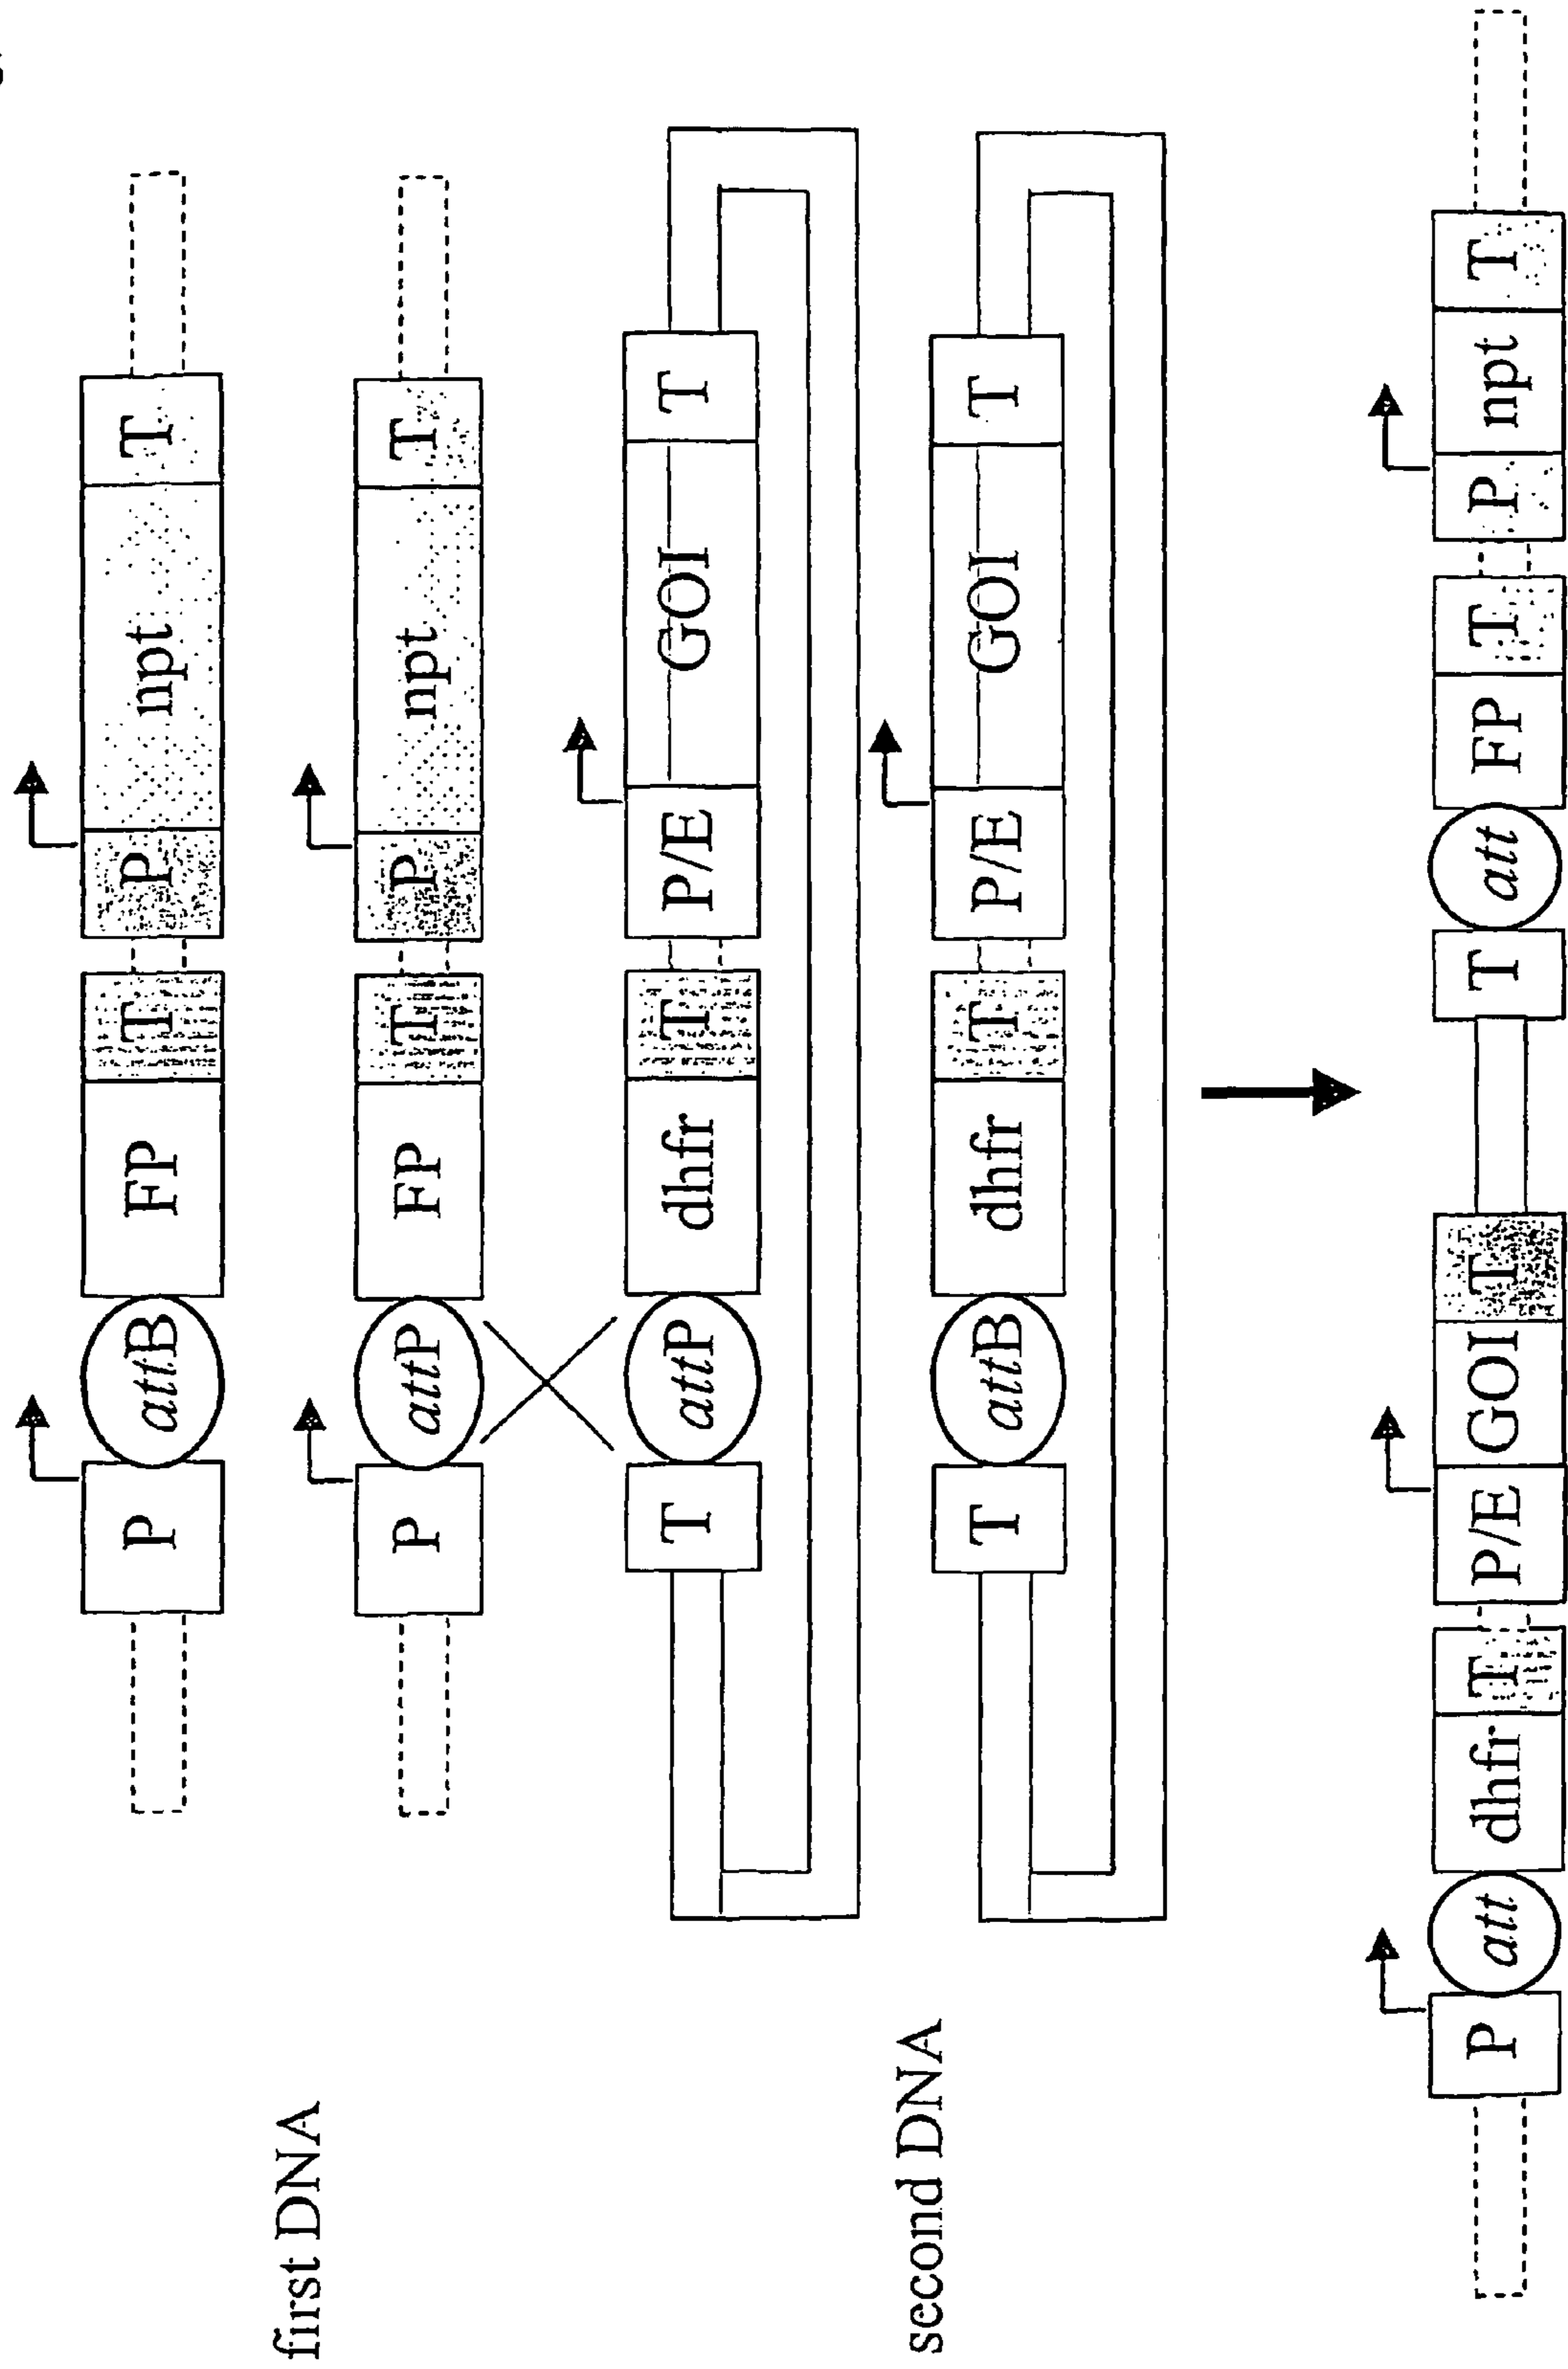 P attB FP T P npt T
first DNA
P attP FP T P npt T
T attP dhfr T P/E GOI T
second DNA
T attB dhfr T P/E GOI T
P att dhfr T P/E GOI T T att FP T P npt T